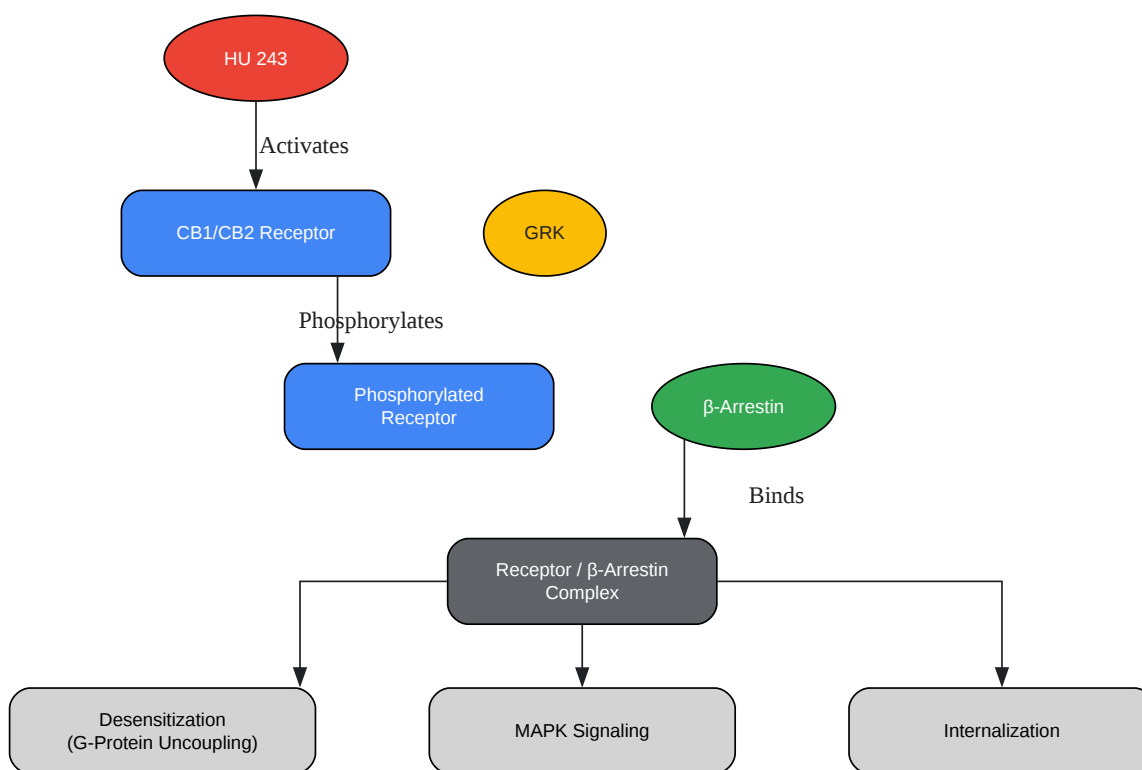 HU 243
Activates
CB1/CB2 Receptor
GRK
Phosphorylates
Phosphorylated
Receptor
β-Arrestin
Binds
Receptor / β-Arrestin
Complex
Desensitization
(G-Protein Uncoupling)
MAPK Signaling
Internalization